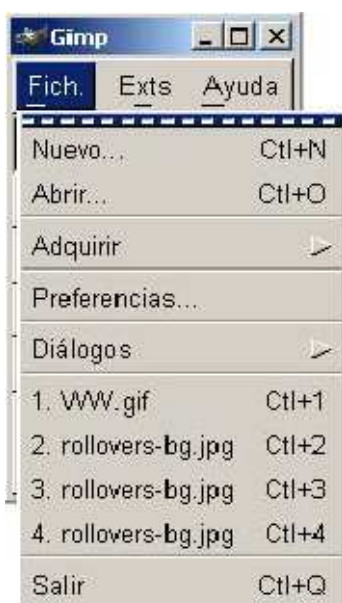 Gimp
Fich. Exts Ayuda
Nuevo... Ctl+N
Abrir... Ctl+O
Adquirir
Preferencias...
Diálogos
1. WW.gif Ctl+1
2. rollovers-bg.jpg Ctl+2
3. rollovers-bg.jpg Ctl+3
4. rollovers-bg.jpg Ctl+4
Salir Ctl+Q